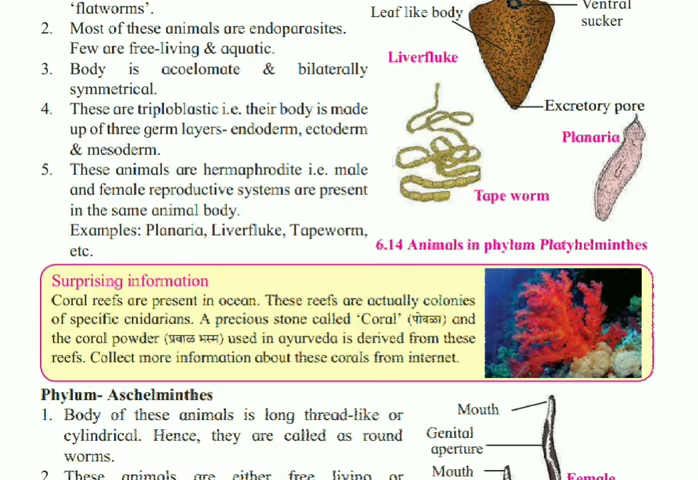 'flatworms'.
2. Most of these animals are endoparasites.
Few are free-living & aquatic.
3. Body is acoelomate & bilaterally
symmetrical.
4. These are triploblastic i.e. their body is made
up of three germ layers- endoderm, ectoderm
& mesoderm.
5. These animals are hermaphrodite i.e. male
and female reproductive systems are present
in the same animal body.
Examples: Planaria, Liverfluke, Tapeworm,
etc.
Leaf like body
Ventral
sucker
Liverfluke
Excretory pore
Planaria
Tape worm
6.14 Animals in phylum Platyhelminthes
Surprising information
Coral reefs are present in ocean. These reefs are actually colonies
of specific cnidarians. A precious stone called 'Coral' (पोवळा) and
the coral powder (प्रवाळ भस्म) used in ayurveda is derived from these
reefs. Collect more information about these corals from internet.
Phylum- Aschelminthes
1. Body of these animals is long thread-like or
cylindrical. Hence, they are called as round
worms.
2. These animals are either free living or
Mouth
Genital
aperture
Mouth
Female